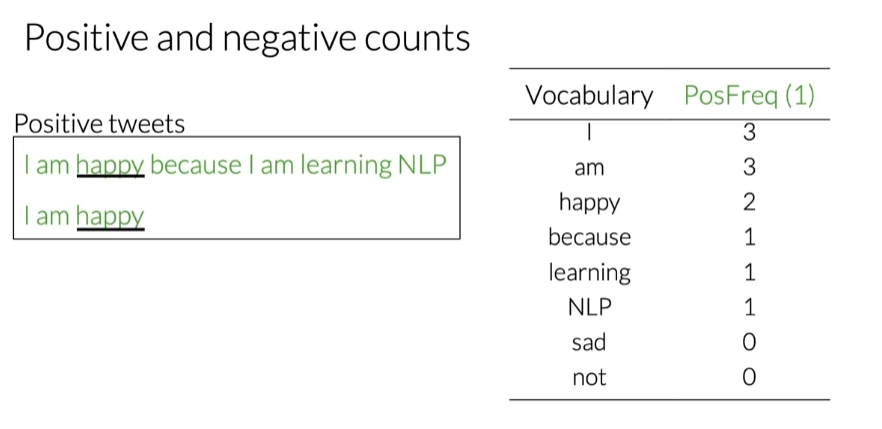 Positive and negative counts
Positive tweets
I am happy because I am learning NLP
I am happy
Vocabulary PosFreq (1)
I 3
am 3
happy 2
because 1
learning 1
NLP 1
sad 0
not 0